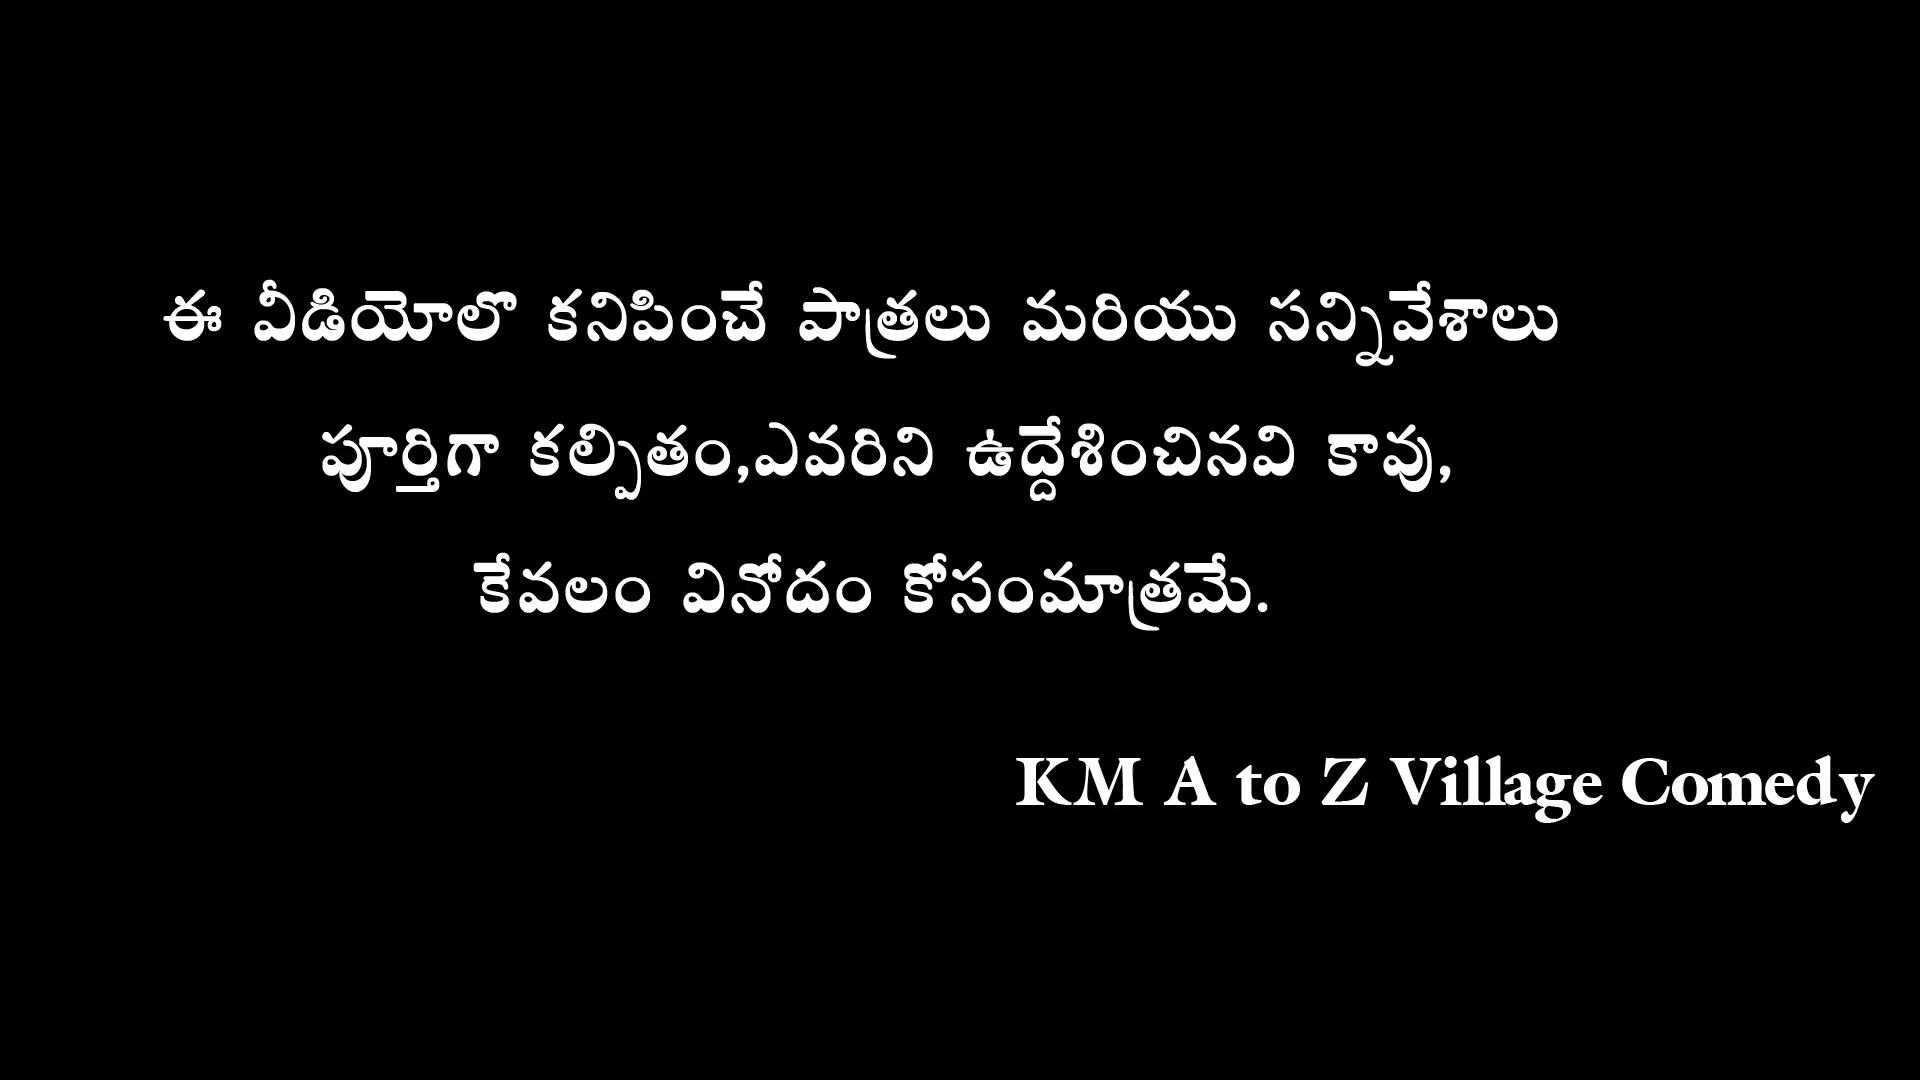 ఈ వీడియోలొ కనిపించే పాత్రలు మరియు సన్నివేశాలు
పూర్తిగా కల్పితం,ఎవరిని ఉద్దేశించినవి కావు,
కేవలం వినోదం కోసంమాత్రమే.
KM A to Z Village Comedy